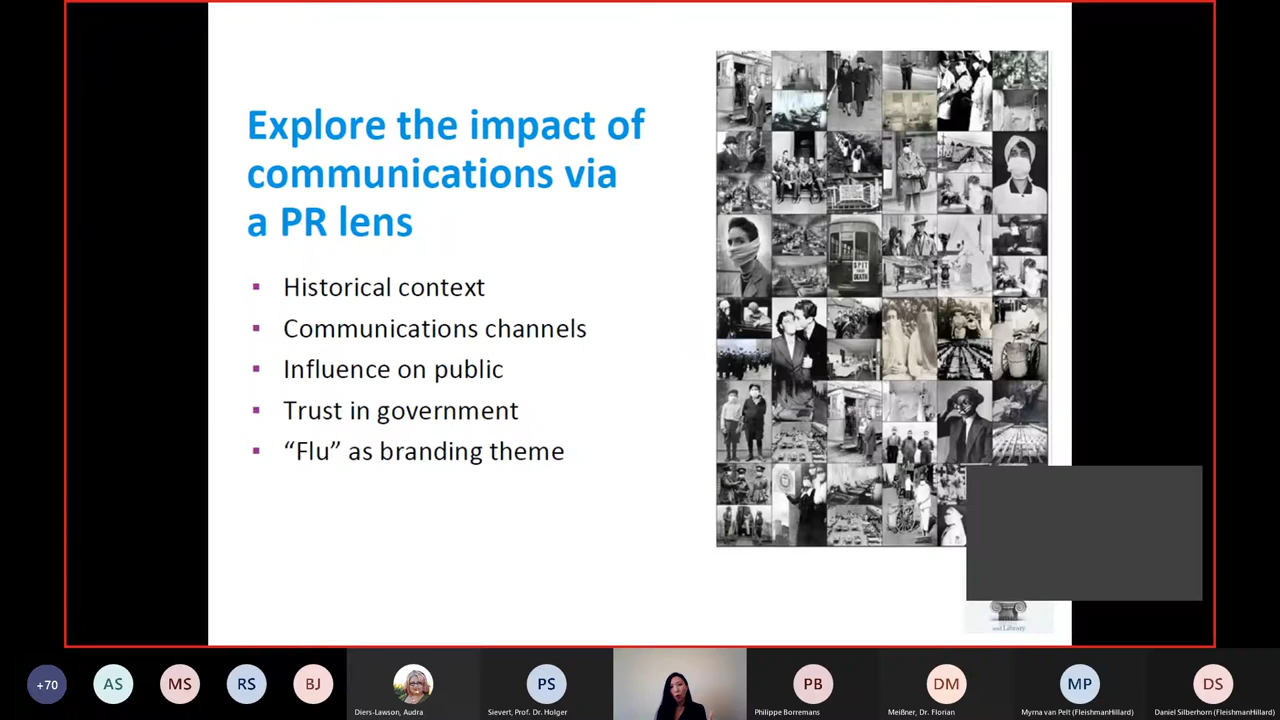 Explore the impact of
communications via
a PR lens
▪ Historical context
▪ Communications channels
▪ Influence on public
▪ Trust in government
▪ “Flu” as branding theme
SPIT
DEATH
and Library
+70
AS
MS
RS
BJ
Diers-Lawson, Audra
PS
Sievert, Prof. Dr. Holger
PB
Philippe Borremans
DM
Meißner, Dr. Florian
MP
Myrna van Pelt (FleishmanHillard)
DS
Daniel Silberhorn (FleishmanHillard)